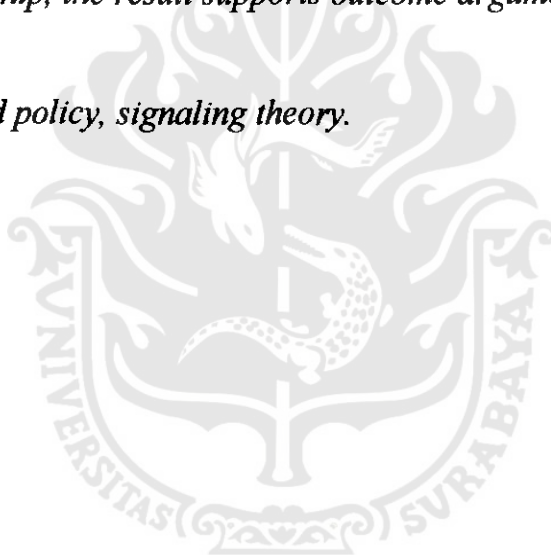 the result supports outcome
policy, signaling theory.
UNIVERSITAS SURABAYA